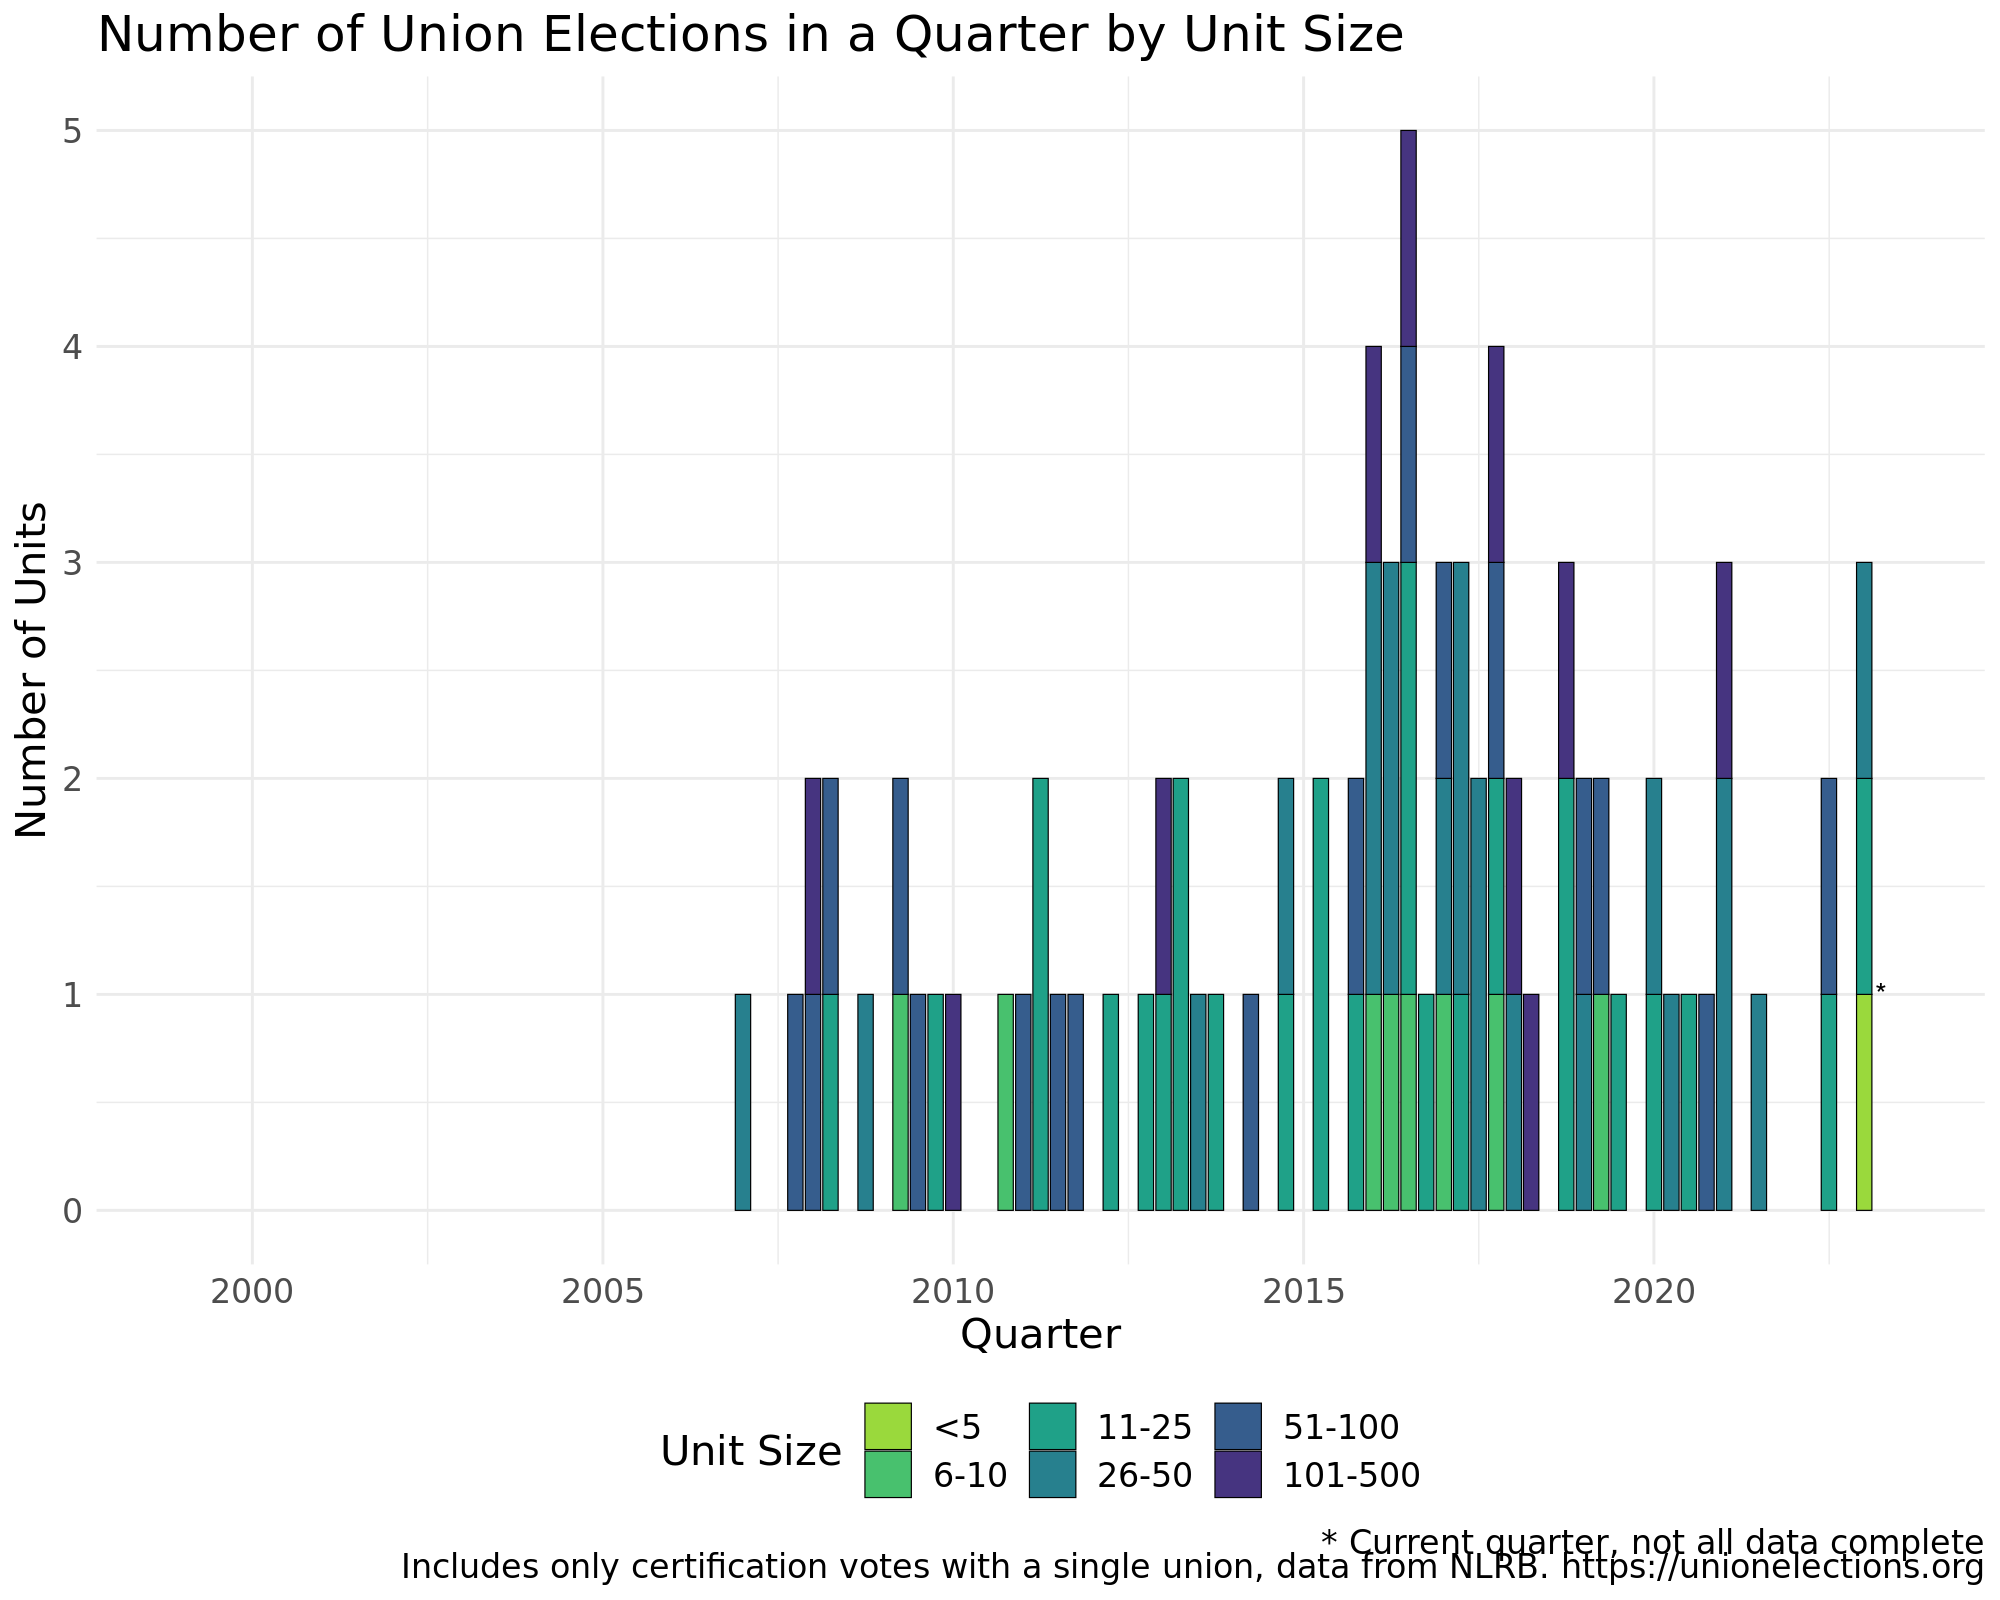 Number of Union Elections in a Quarter by Unit Size
Number of Units
5
4
3
2
1
0
*
2000 2005 2010 2015 2020
Quarter
Unit Size
<5 11-25 51-100
6-10 26-50 101-500
* Current quarter, not all data complete
Includes only certification votes with a single union, data from NLRB. https://unionelections.org